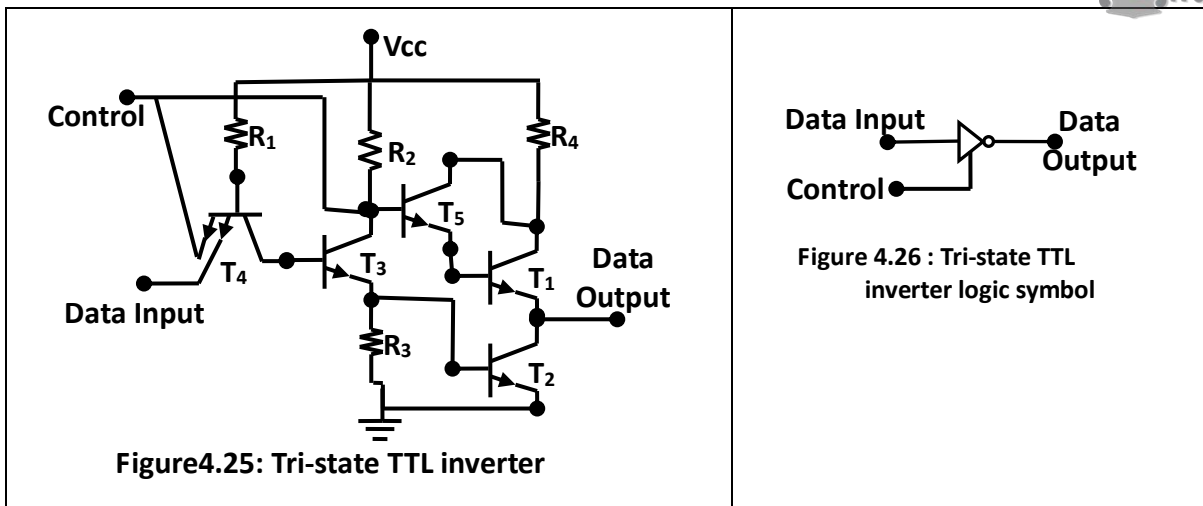 Vcc
Control
R1
R2
R4
T5
T4
T3
T1
Data
Output
Data Input
R3
T2
Figure4.25: Tri-state TTL inverter
Data Input
Data
Output
Control
Figure 4.26 : Tri-state TTL
inverter logic symbol